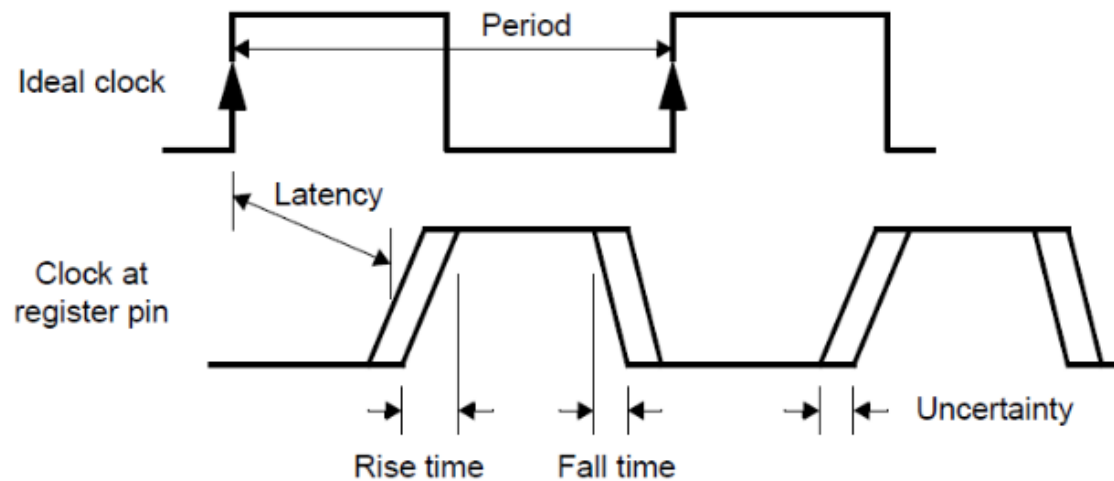 Period
Ideal clock
Latency
Clock at
register pin
Uncertainty
Rise time
Fall time